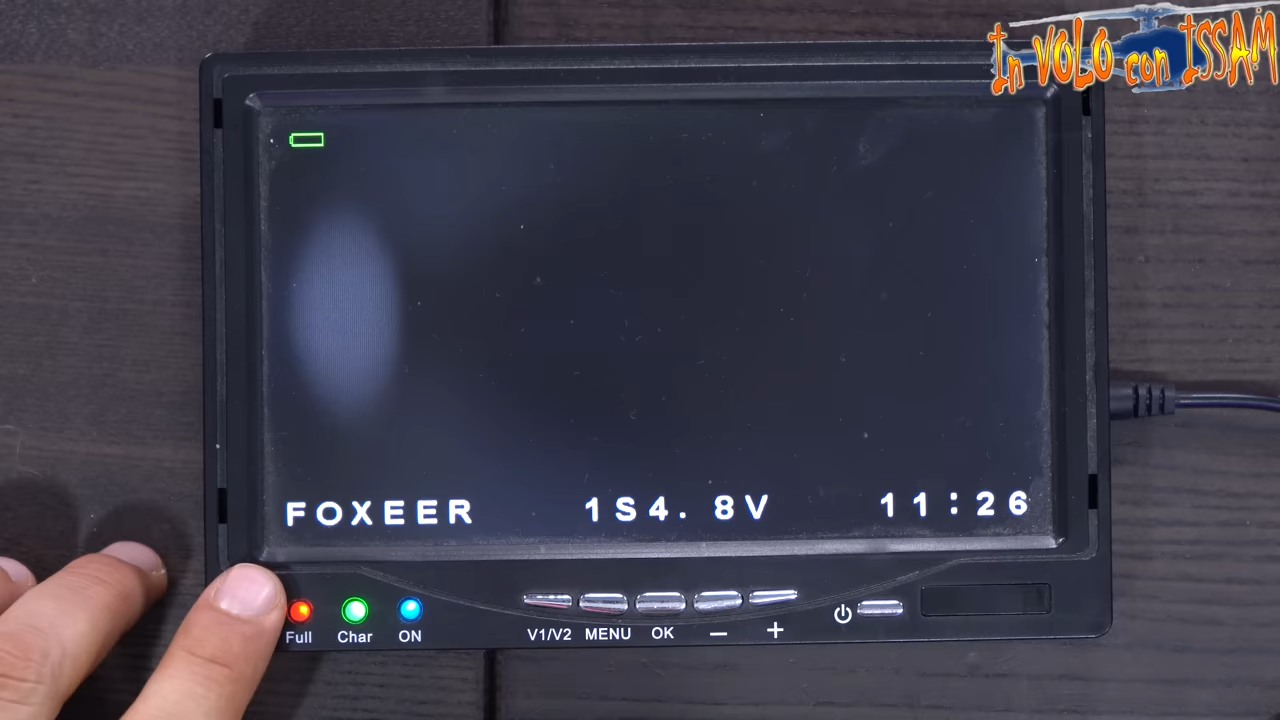 In VOLO con ISSAM
FOXEER 1S4.8V 11:26
Full Char ON V1/V2 MENU OK − +